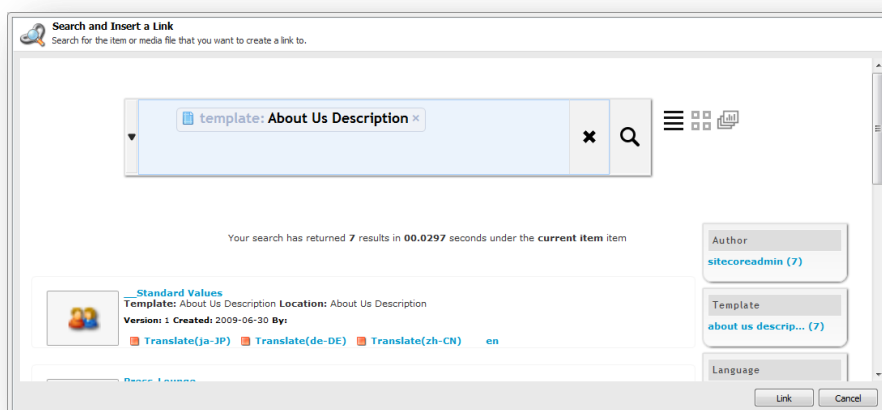 Search and Insert a Link
Search for the item or media file that you want to create a link to.
template: About Us Description ×
Your search has returned 7 results in 00.0297 seconds under the current item item
Author
sitecoreadmin (7)
__Standard Values
Template: About Us Description Location: About Us Description
Version: 1 Created: 2009-06-30 By:
Translate(ja-JP) Translate(de-DE) Translate(zh-CN) en
Template
about us descrip... (7)
Language
Press Lounge
Link Cancel